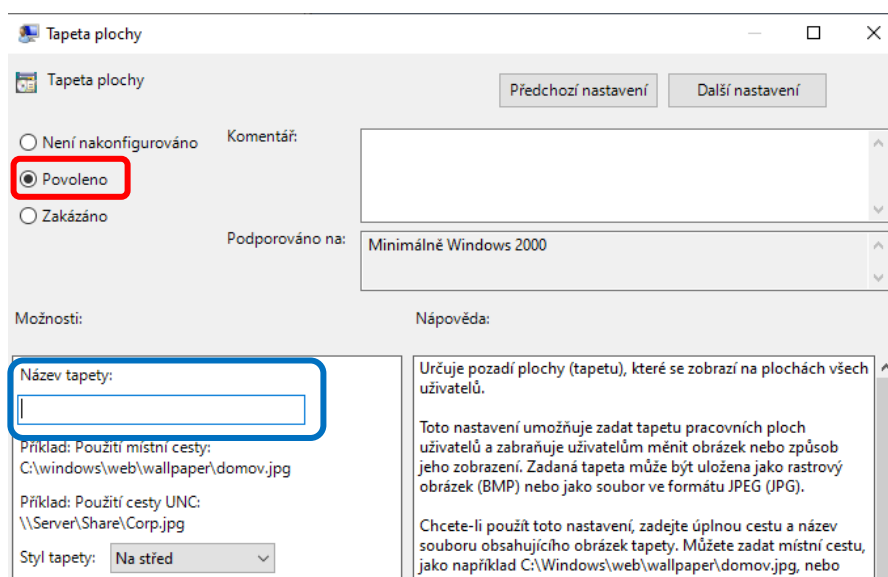 Tapeta plochy
Tapeta plochy
Předchozí nastavení
Další nastavení
Není nakonfigurováno
Povoleno
Zakázáno
Komentář:
Podporováno na:
Minimálně Windows 2000
Možnosti:
Nápověda:
Název tapety:
Příklad: Použití místní cesty:
C:\windows\web\wallpaper\domov.jpg
Příklad: Použití cesty UNC:
\\Server\Share\Corp.jpg
Styl tapety:
Na střed
Určuje pozadí plochy (tapetu), které se zobrazí na plochách všech
uživatelů.
Toto nastavení umožňuje zadat tapetu pracovních ploch
uživatelů a zabraňuje uživatelům měnit obrázek nebo způsob
jeho zobrazení. Zadaná tapeta může být uložena jako rastrový
obrázek (BMP) nebo jako soubor ve formátu JPEG (JPG).
Chcete-li použít toto nastavení, zadejte úplnou cestu a název
souboru obsahujícího obrázek tapety. Můžete zadat místní cestu,
jako například C:\Windows\web\wallpaper\domov.jpg, nebo